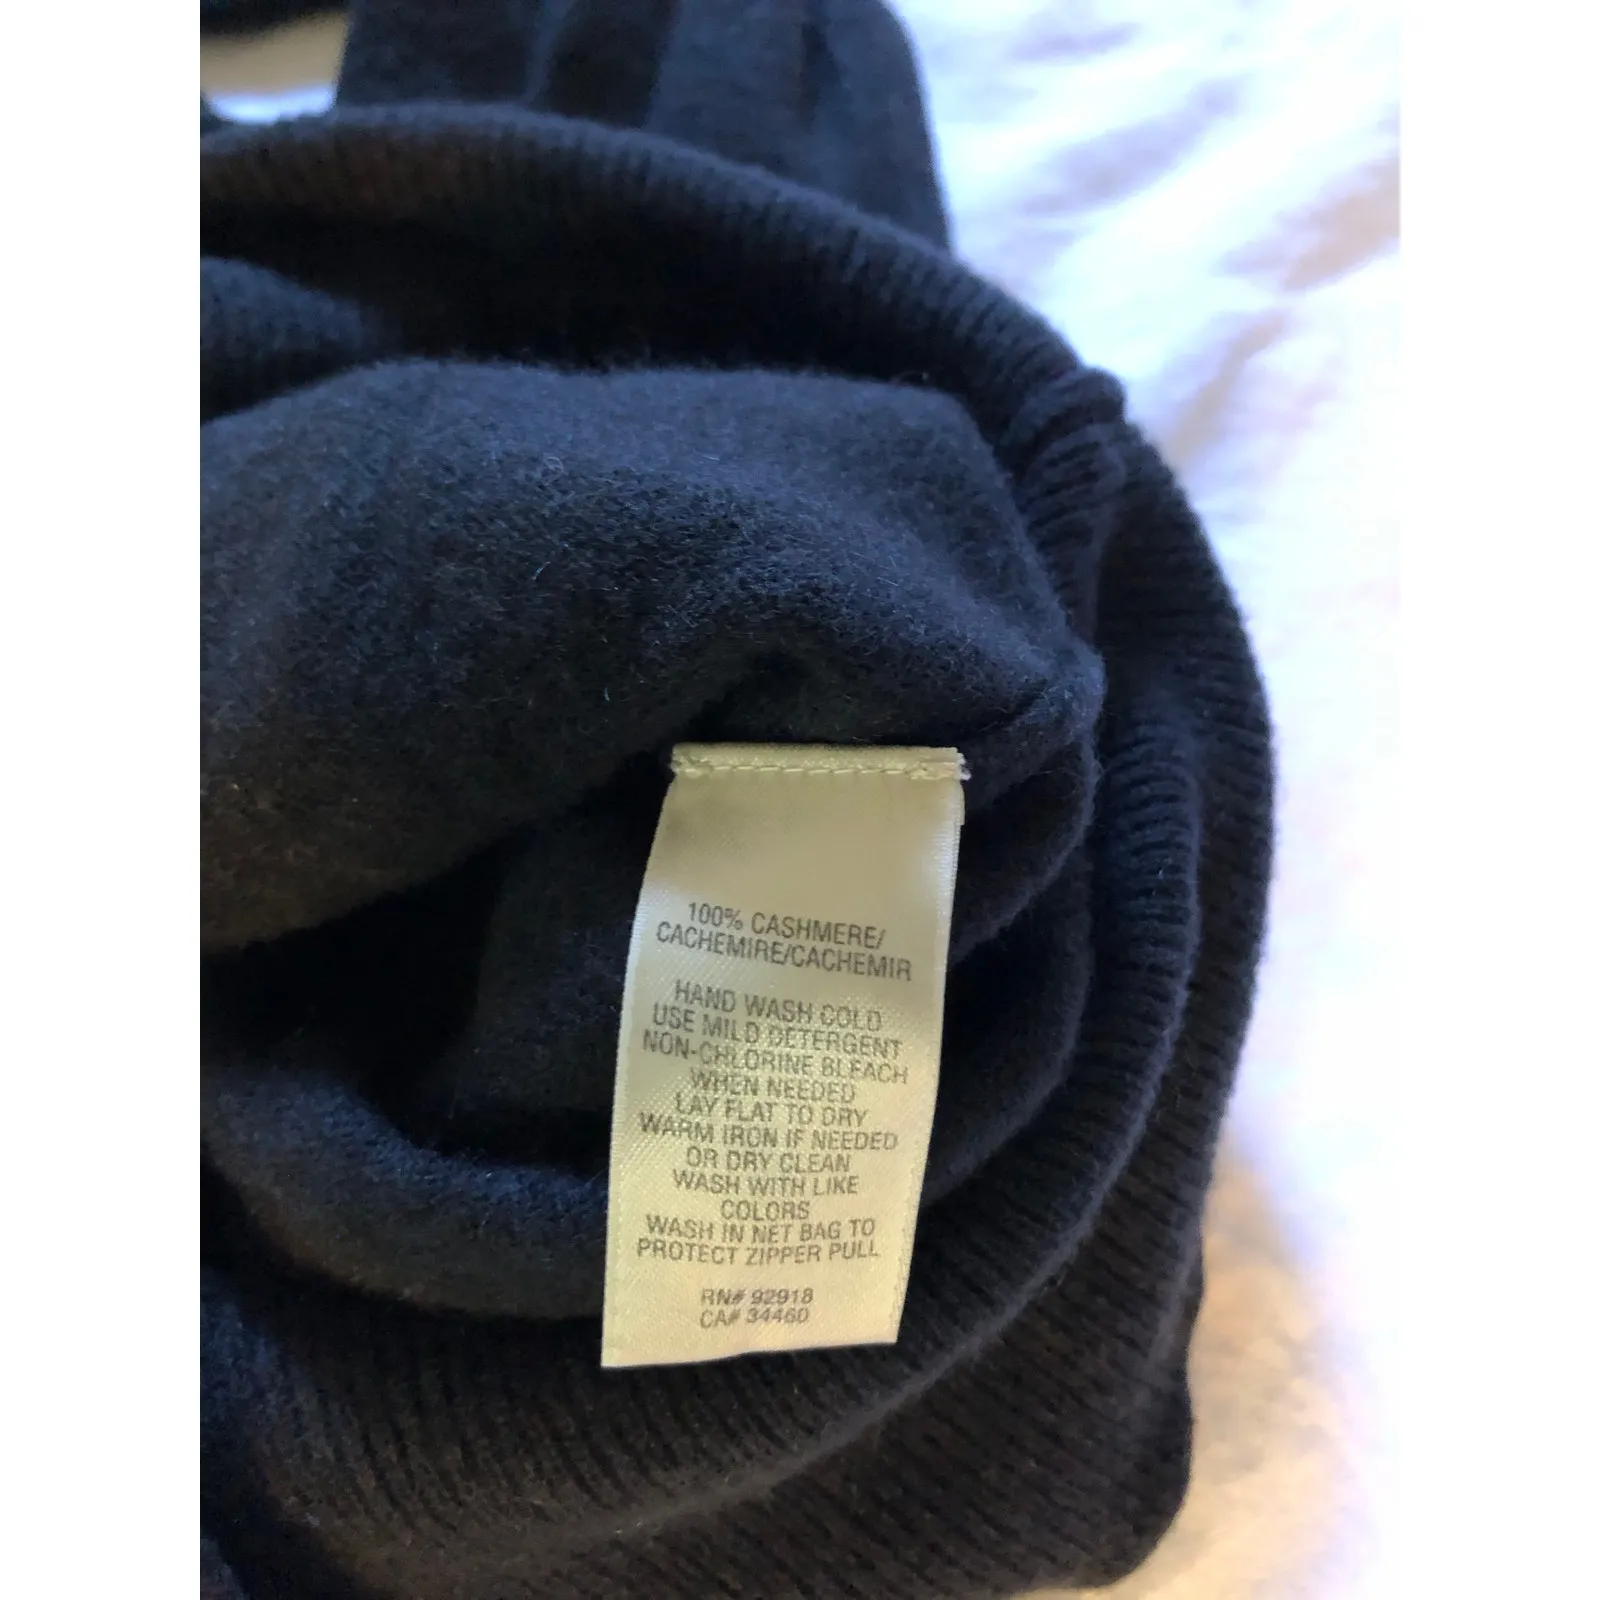 100% CASHMERE/
CACHEMIRE/CACHEMIR
HAND WASH COLD
USE MILD DETERGENT
NON-CHLORINE BLEACH
WHEN NEEDED
LAY FLAT TO DRY
WARM IRON IF NEEDED
OR DRY CLEAN
WASH WITH LIKE
COLORS
WASH IN NET BAG TO
PROTECT ZIPPER PULL
RN# 92918
CA# 34460